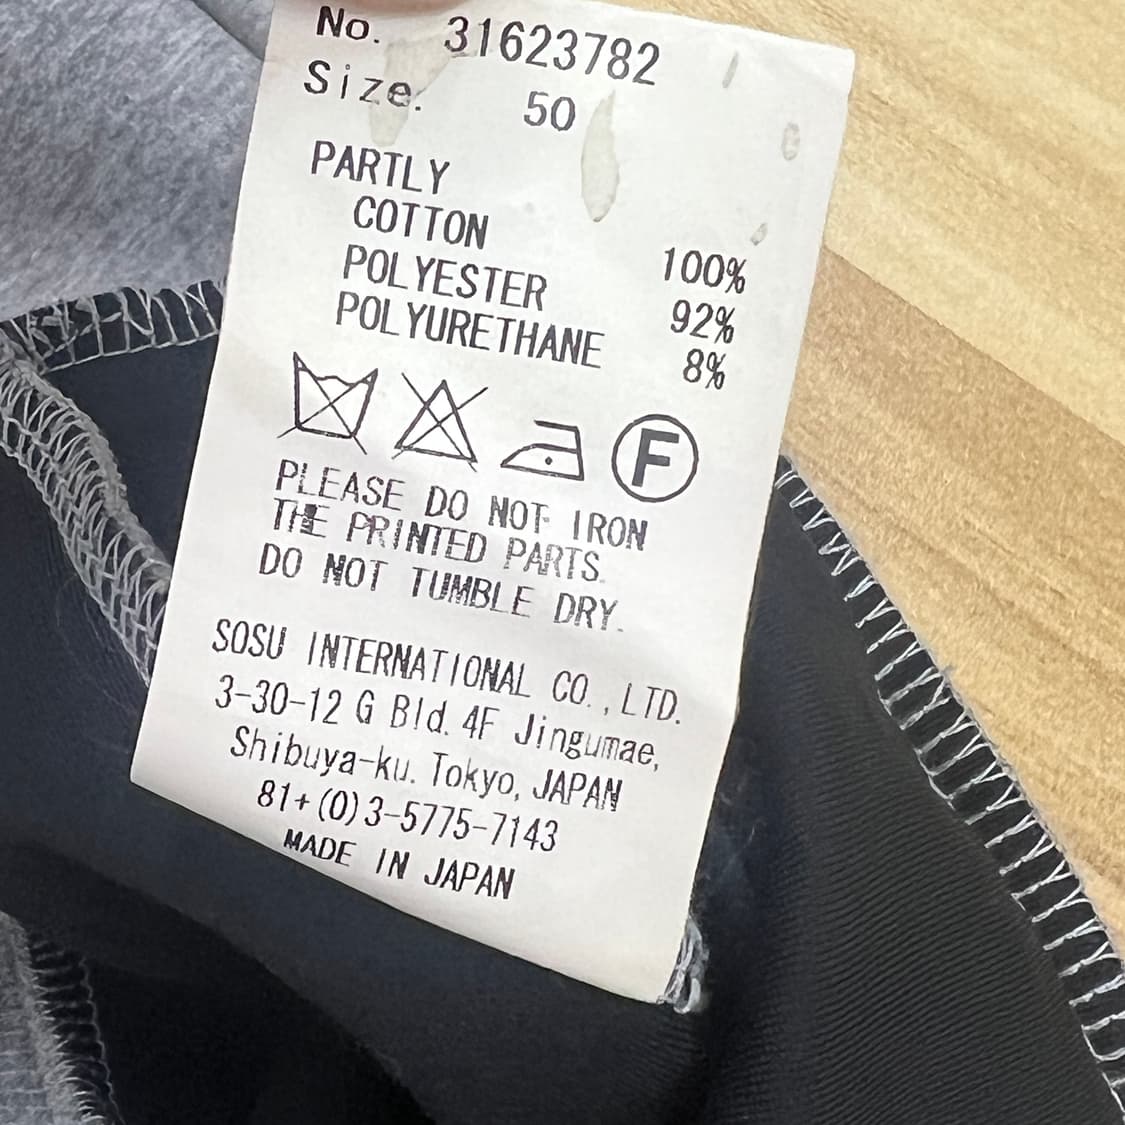 No. 31623782
Size: 50
PARTLY
COTTON 100%
POLYESTER 92%
POLYURETHANE 8%
F
PLEASE DO NOT IRON
THE PRINTED PARTS.
DO NOT TUMBLE DRY.
SOSU INTERNATIONAL CO.,LTD.
3-30-12 G Bld. 4F Jingumae,
Shibuya-ku. Tokyo, JAPAN
81+(0)3-5775-7143
MADE IN JAPAN